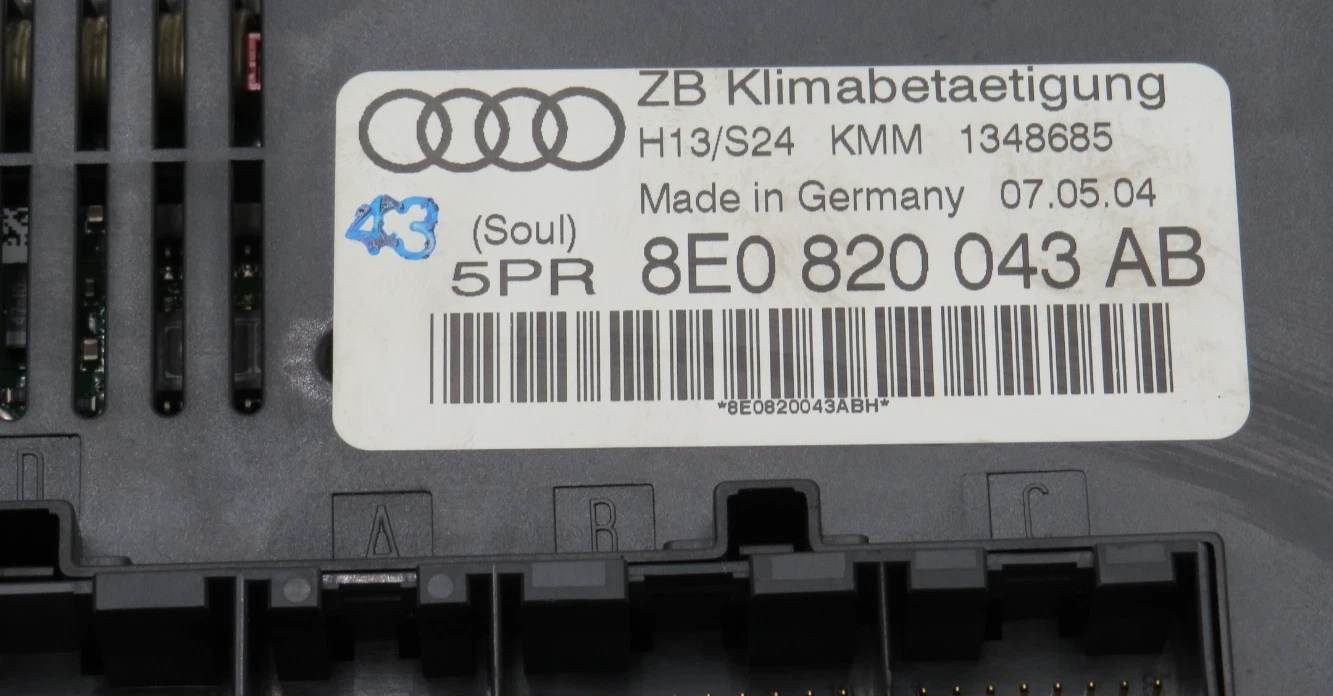 ZB Klimabetaetigung
H13/S24 KMM 1348685
Made in Germany 07.05.04
43
(Soul)
5PR 8E0 820 043 AB
*8E0820043ABH*
D
A B C